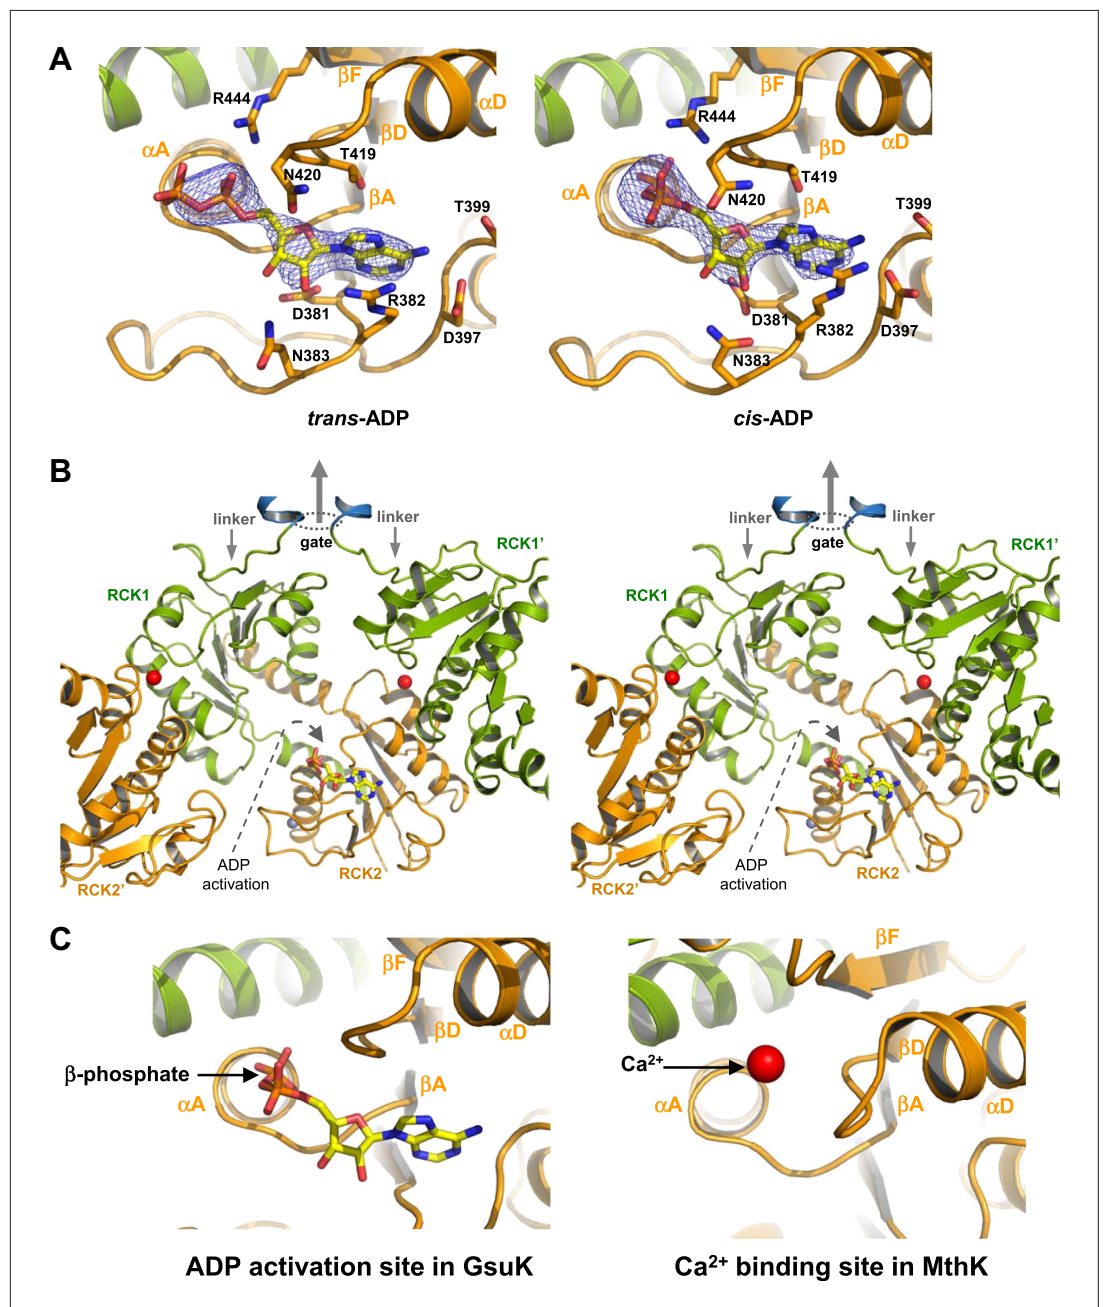 A
βF
R444
αD
αA
βD
T419
N420
βA
T399
D381
R382
D397
N383
trans-ADP
βF
R444
βD
αD
αA
T419
N420
βA
T399
D381
R382
D397
N383
cis-ADP
B
linker
gate
linker
RCK1'
RCK1
ADP
activation
RCK2
RCK2'
linker
gate
linker
RCK1'
RCK1
ADP
activation
RCK2
RCK2'
C
βF
βD
αD
β-phosphate
αA
βA
ADP activation site in GsuK
βF
Ca²⁺
βD
αA
βA
αD
Ca²⁺ binding site in MthK